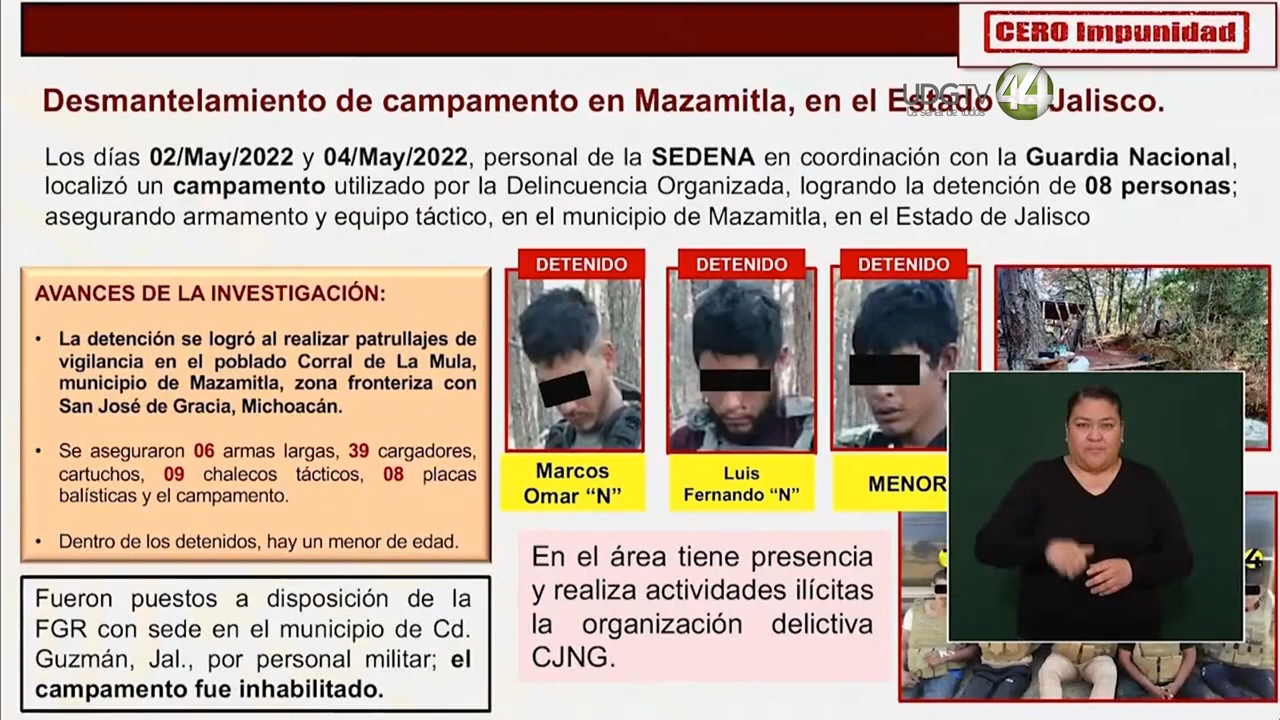 CERO Impunidad
UDGTV 44
La señal de todos
Desmantelamiento de campamento en Mazamitla, en el Estado de Jalisco.
Los días 02/May/2022 y 04/May/2022, personal de la SEDENA en coordinación con la Guardia Nacional,
localizó un campamento utilizado por la Delincuencia Organizada, logrando la detención de 08 personas;
asegurando armamento y equipo táctico, en el municipio de Mazamitla, en el Estado de Jalisco
AVANCES DE LA INVESTIGACIÓN:
• La detención se logró al realizar patrullajes de
vigilancia en el poblado Corral de La Mula,
municipio de Mazamitla, zona fronteriza con
San José de Gracia, Michoacán.
• Se aseguraron 06 armas largas, 39 cargadores,
cartuchos, 09 chalecos tácticos, 08 placas
balísticas y el campamento.
• Dentro de los detenidos, hay un menor de edad.
Fueron puestos a disposición de la
FGR con sede en el municipio de Cd.
Guzmán, Jal., por personal militar; el
campamento fue inhabilitado.
DETENIDO
Marcos
Omar “N”
DETENIDO
Luis
Fernando “N”
DETENIDO
MENOR
En el área tiene presencia
y realiza actividades ilícitas
la organización delictiva
CJNG.
4